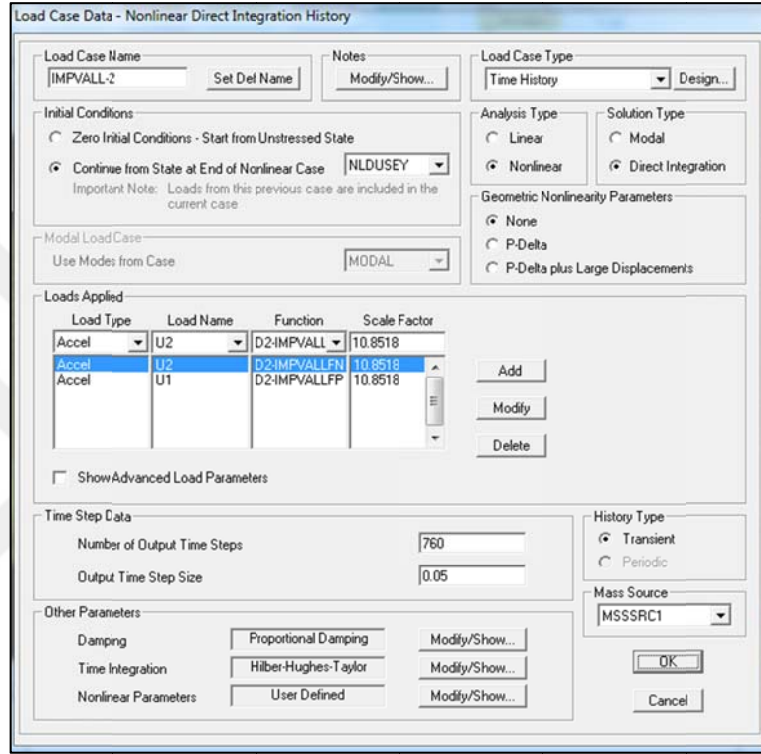 Load Case Data - Nonlinear Direct Integration History
Load Case Name
IMPVALL-2
Set Def Name
Notes
Modify/Show...
Load Case Type
Time History
Design...
Initial Conditions
Zero Initial Conditions - Start from Unstressed State
Continue from State at End of Nonlinear Case
NLDUSEY
Important Note: Loads from this previous case are included in the
current case
Analysis Type
Linear
Nonlinear
Solution Type
Modal
Direct Integration
Geometric Nonlinearity Parameters
None
P-Delta
P-Delta plus Large Displacements
Modal Load Case
Use Modes from Case
MODAL
Loads Applied
Load Type Load Name Function Scale Factor
Accel U2 D2-IMPVALL 10.8518
Accel U2 D2-IMPVALLFN 10.8518
Accel U1 D2-IMPVALLFP 10.8518
Add
Modify
Delete
Show Advanced Load Parameters
Time Step Data
Number of Output Time Steps 760
Output Time Step Size 0.05
History Type
Transient
Periodic
Mass Source
MSSSRC1
Other Parameters
Dampng Proportional Damping Modify/Show...
Time Integration Hilber-Hughes-Taylor Modify/Show...
Nonlinear Parameters User Defined Modify/Show...
OK
Cancel